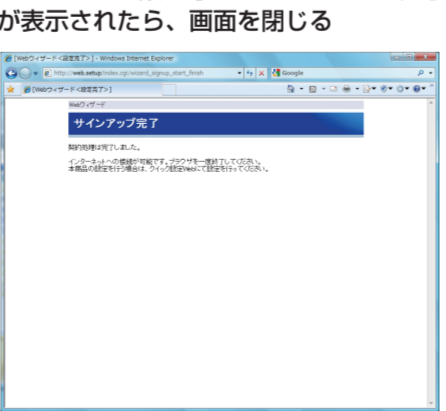 が表示されたら、画面を閉じる
[Webウィザード<設定完了>] - Windows Internet Explorer
http://web.setup/index.cgi/wizard_signup_start_finish
Google
[Webウィザード<設定完了>]
Webウィザード
サインアップ完了
契約処理は完了しました。
インターネットへの接続が可能です。ブラウザを一度終了してください。
本商品の設定を行う場合は、クイック設定Webにて設定を行ってください。